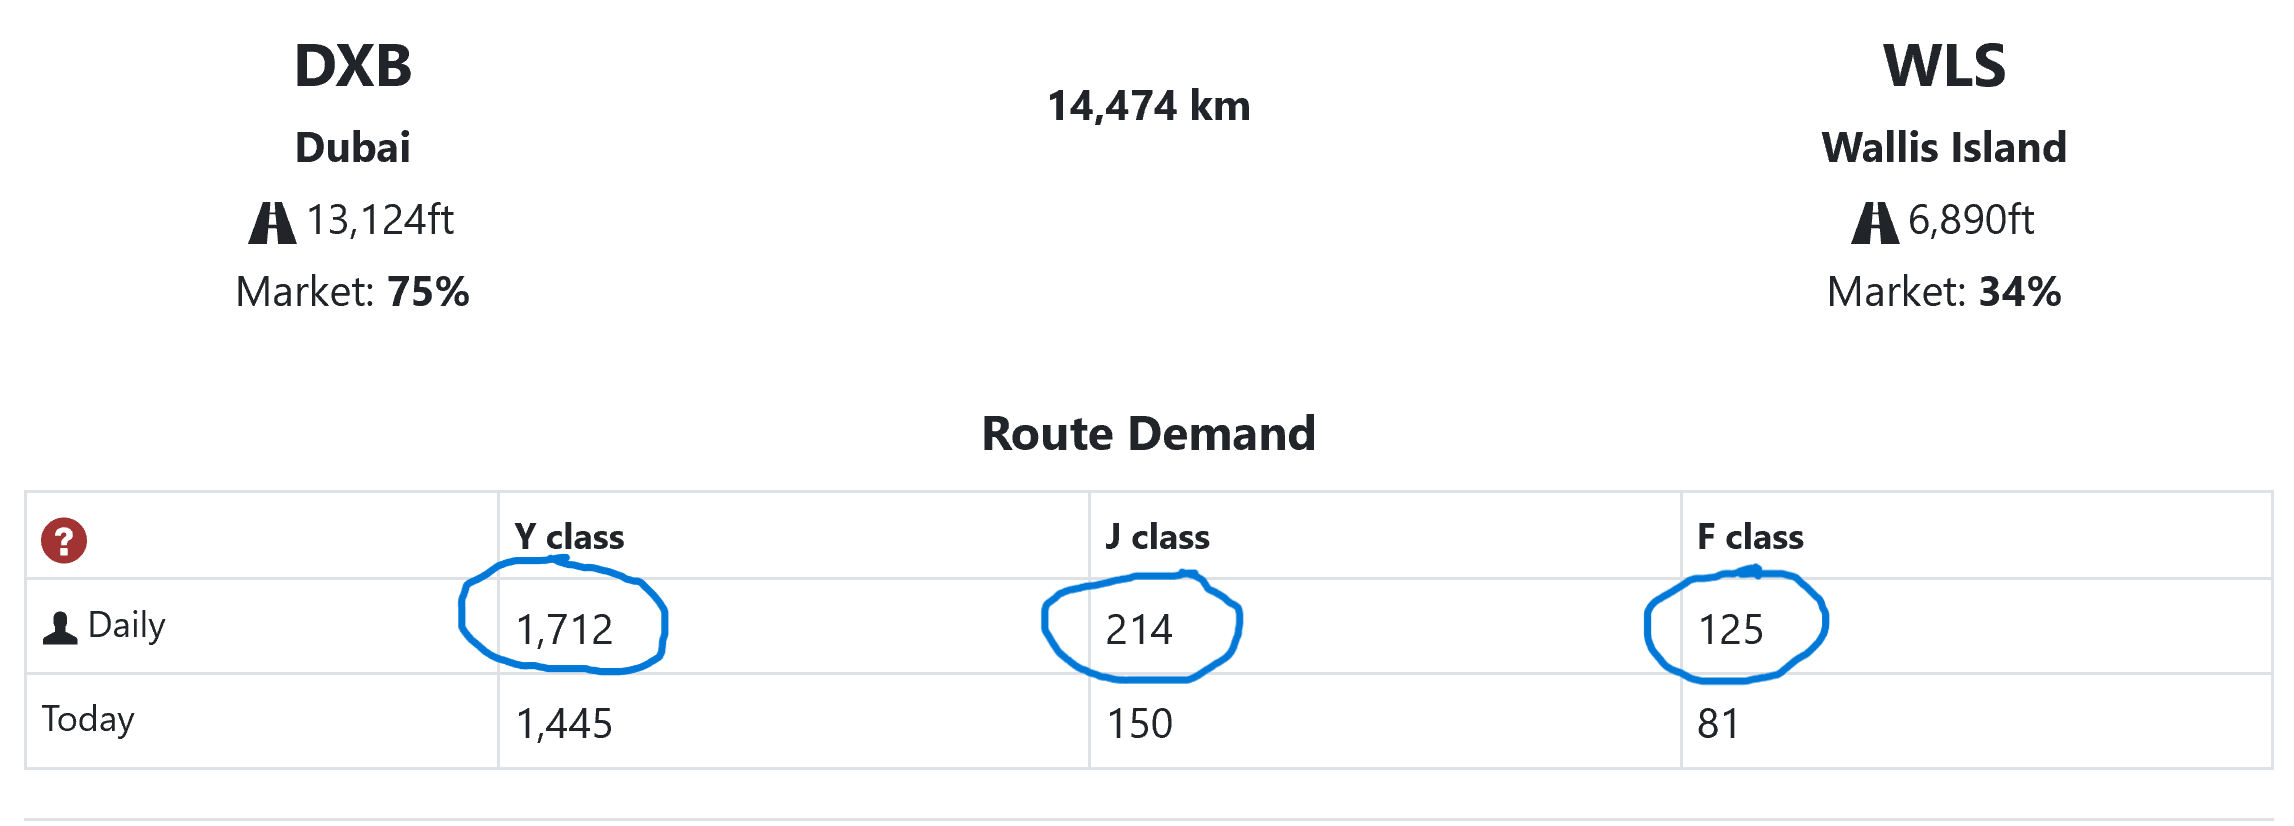 DXB
Dubai
13,124ft
Market: 75%
14,474 km
WLS
Wallis Island
6,890ft
Market: 34%
Route Demand
? Y class J class F class
Daily 1,712 214 125
Today 1,445 150 81